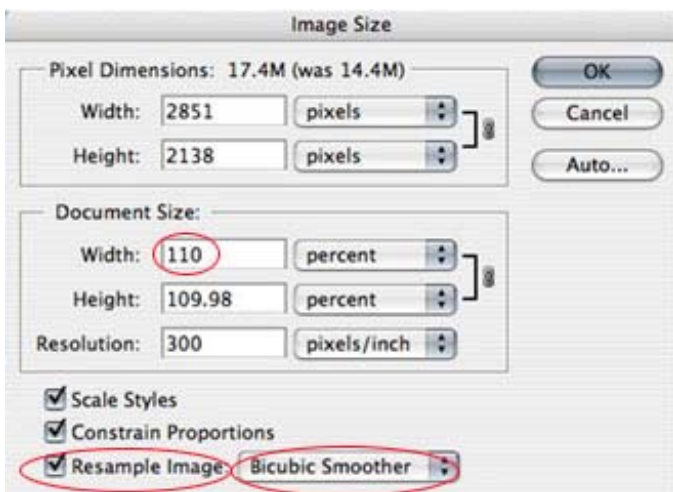 Image Size
Pixel Dimensions: 17.4M (was 14.4M)
OK
Width: 2851 pixels
Cancel
Height: 2138 pixels
Auto...
Document Size:
Width: 110 percent
Height: 109.98 percent
Resolution: 300 pixels/inch
Scale Styles
Constrain Proportions
Resample Image: Bicubic Smoother